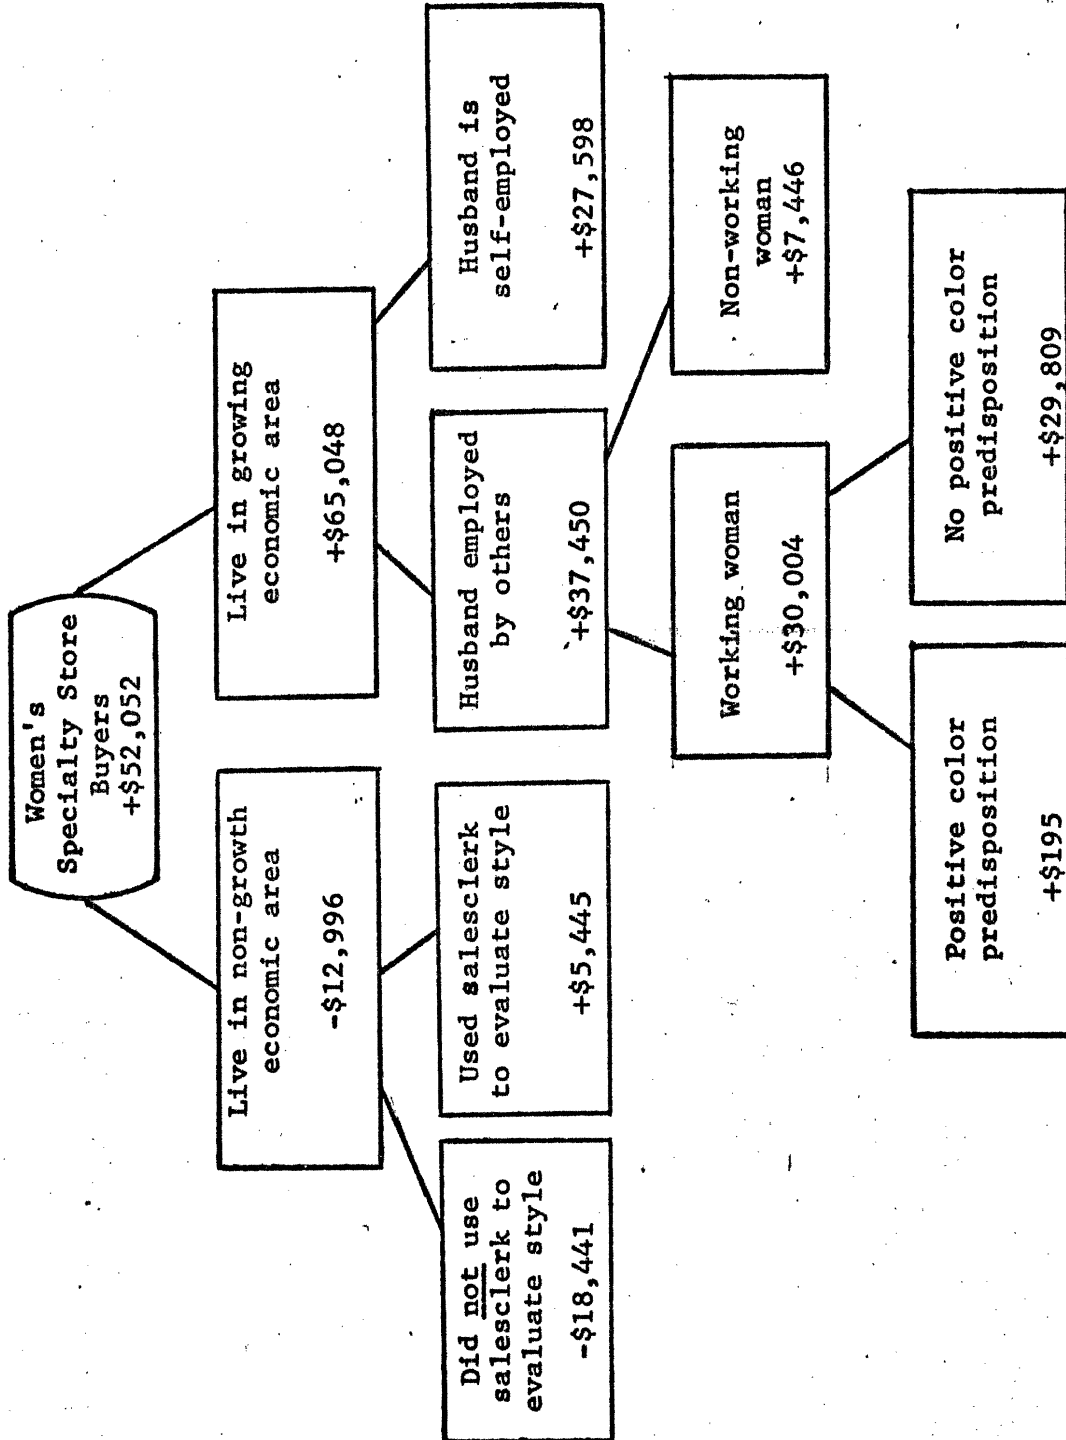 Women's
Specialty Store
Buyers
+$52,052
Live in non-growth
economic area
-$12,996
Live in growing
economic area
+$65,048
Did not use
salesclerk to
evaluate style
-$18,441
Used salesclerk
to evaluate style
+$5,445
Husband employed
by others
+$37,450
Husband is
self-employed
+$27,598
Working woman
+$30,004
Non-working
woman
+$7,446
Positive color
predisposition
+$195
No positive color
predisposition
+$29,809